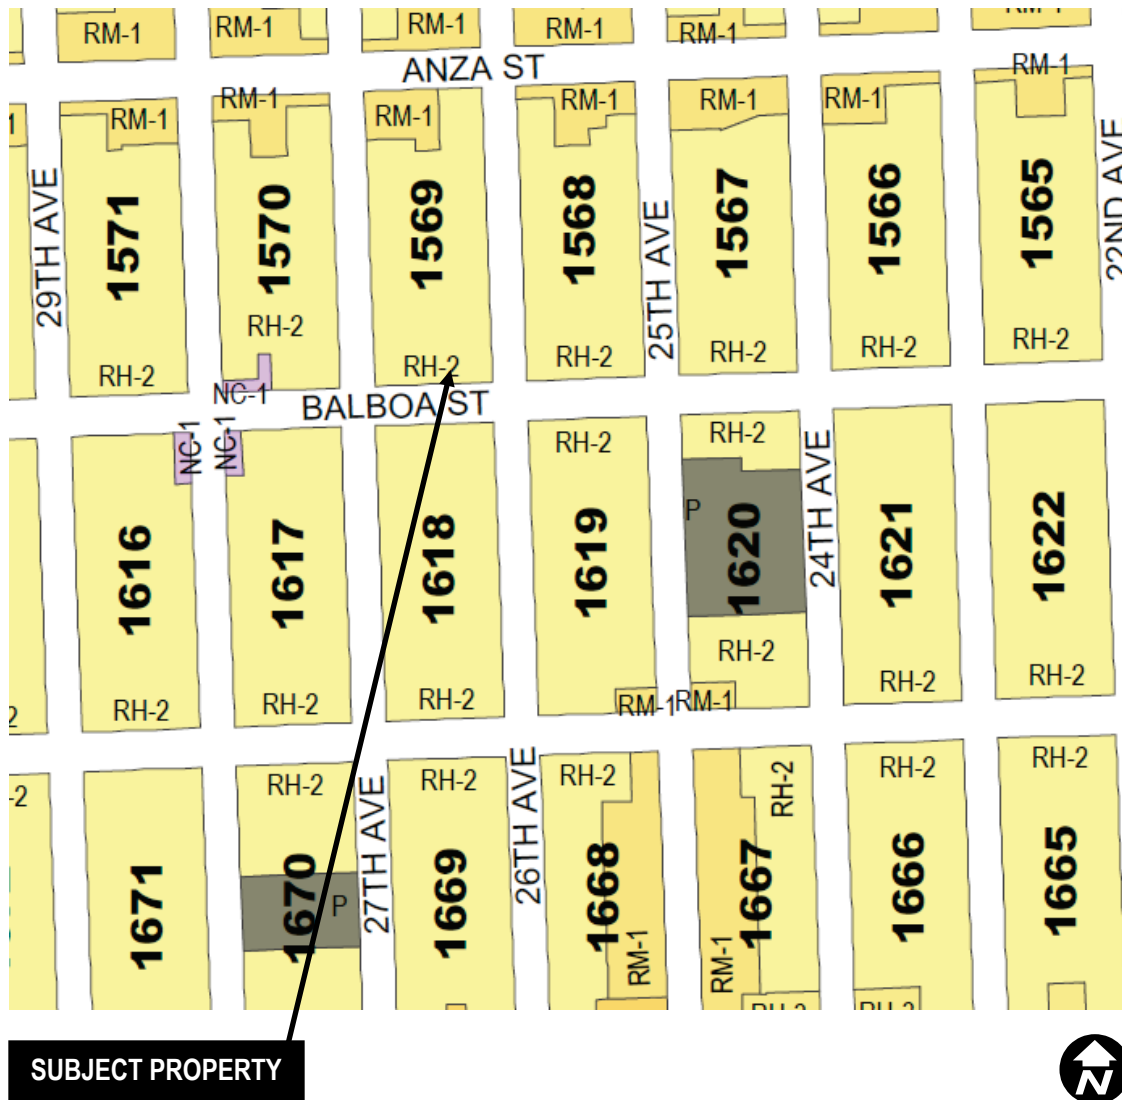 RM-1
RM-1
RM-1
RM-1
RM-1
RM-1
ANZA ST
RM-1
1
RM-1
RM-1
RM-1
RM-1
RM-1
RM-1
29TH AVE
1571
1570
1569
1568
25TH AVE
1567
1566
1565
22ND AVE
RH-2
RH-2
RH-2
RH-2
RH-2
RH-2
RH-2
NC-1
BALBOA ST
NC-1
NC-1
RH-2
RH-2
P
24TH AVE
1616
1617
1618
1619
1620
1621
1622
RH-2
RH-2
RH-2
RH-2
RH-2
RH-2
2
RM-1
RM-1
-2
RH-2
27TH AVE
RH-2
26TH AVE
RH-2
RH-2
RH-2
RH-2
1671
1670
P
1669
1668
RM-1
RM-1
1667
1666
1665
SUBJECT PROPERTY
N